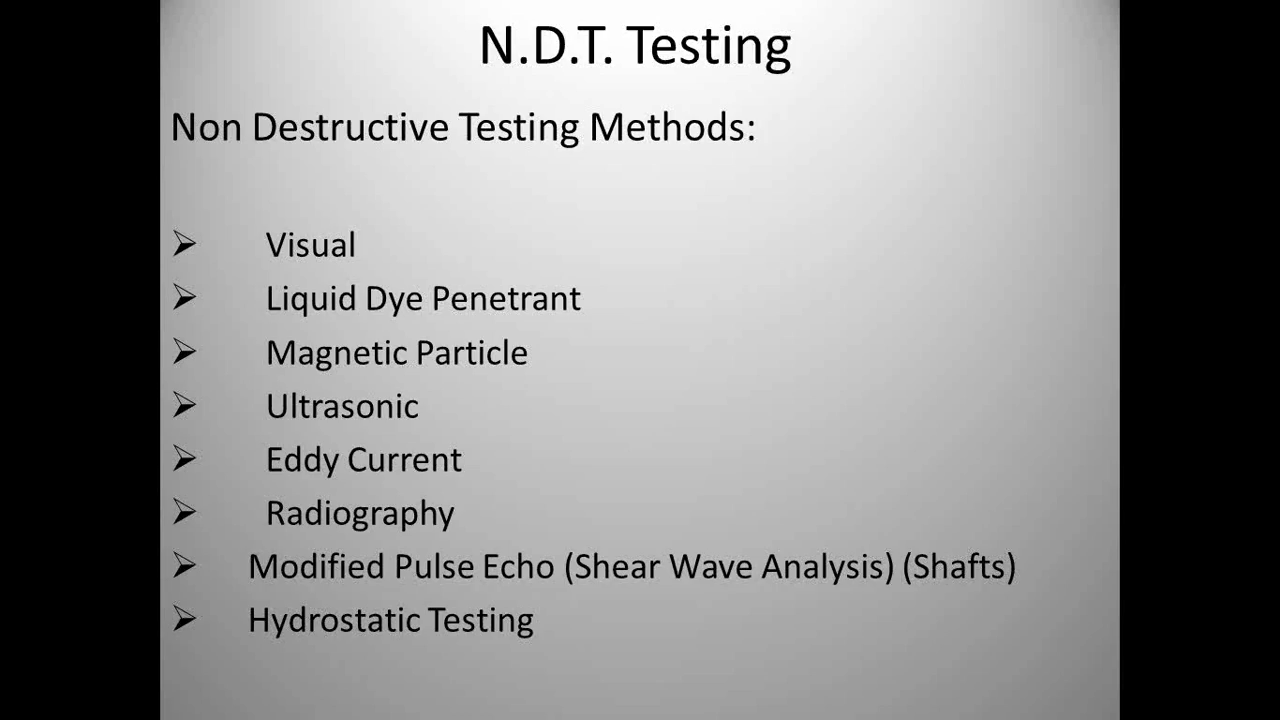 N.D.T. Testing
Non Destructive Testing Methods:
➢ Visual
➢ Liquid Dye Penetrant
➢ Magnetic Particle
➢ Ultrasonic
➢ Eddy Current
➢ Radiography
➢ Modified Pulse Echo (Shear Wave Analysis) (Shafts)
➢ Hydrostatic Testing